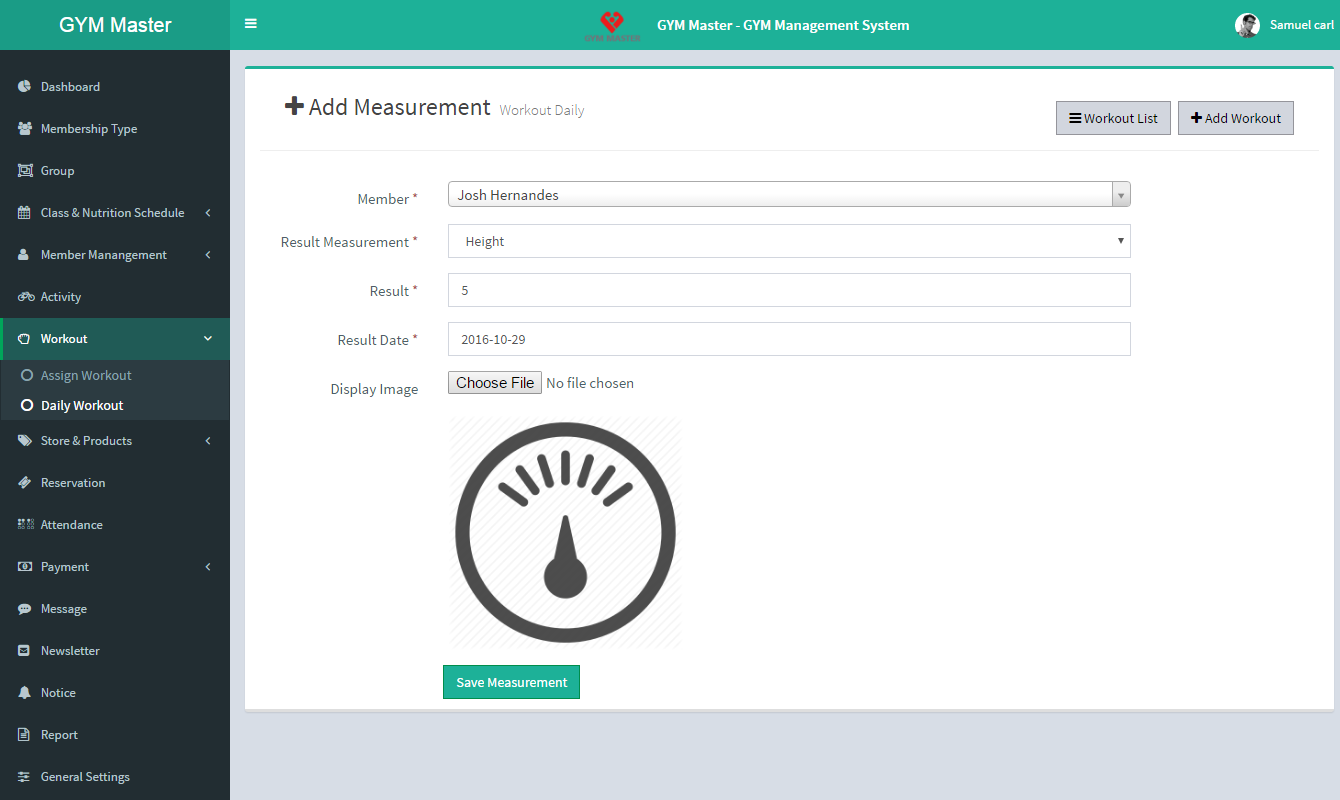 GYM Master
GYM MASTER
GYM Master - GYM Management System
Samuel carl
Dashboard
Membership Type
Group
Class & Nutrition Schedule
Member Manangement
Activity
Workout
Assign Workout
Daily Workout
Store & Products
Reservation
Attendance
Payment
Message
Newsletter
Notice
Report
General Settings
Add Measurement Workout Daily
Workout List
Add Workout
Member * Josh Hernandes
Result Measurement * Height
Result * 5
Result Date * 2016-10-29
Display Image Choose File No file chosen
Save Measurement